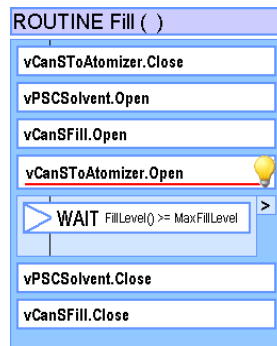 ROUTINE Fill ( )
vCanSToAtomizer.Close
vPSCSolvent.Open
vCanSFill.Open
vCanSToAtomizer.Open
>
WAIT FillLevel() >= MaxFillLevel
vPSCSolvent.Close
vCanSFill.Close